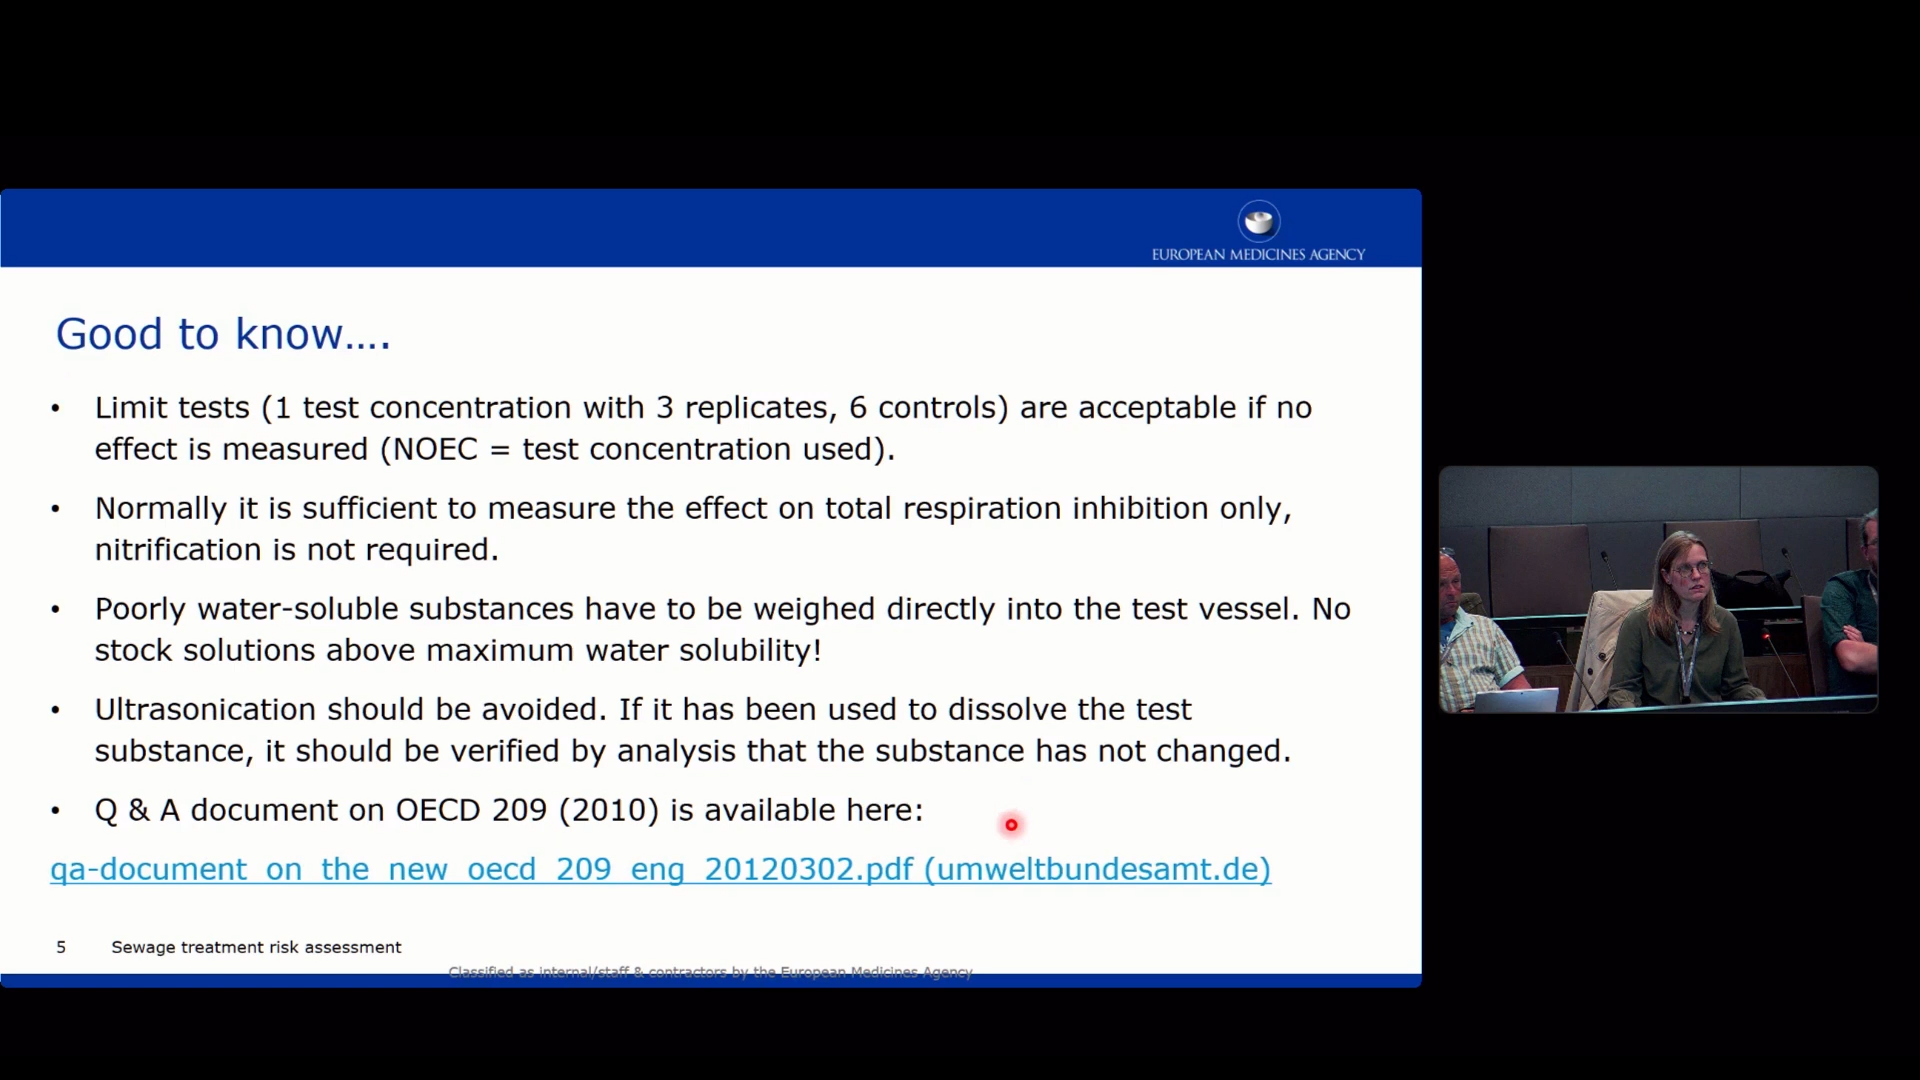 EUROPEAN MEDICINES AGENCY
Good to know....
• Limit tests (1 test concentration with 3 replicates, 6 controls) are acceptable if no
effect is measured (NOEC = test concentration used).
• Normally it is sufficient to measure the effect on total respiration inhibition only,
nitrification is not required.
• Poorly water-soluble substances have to be weighed directly into the test vessel. No
stock solutions above maximum water solubility!
• Ultrasonication should be avoided. If it has been used to dissolve the test
substance, it should be verified by analysis that the substance has not changed.
• Q & A document on OECD 209 (2010) is available here:
qa-document_on_the_new_oecd_209_eng_20120302.pdf (umweltbundesamt.de)
5 Sewage treatment risk assessment
Classified as internal/staff & contractors by the European Medicines Agency